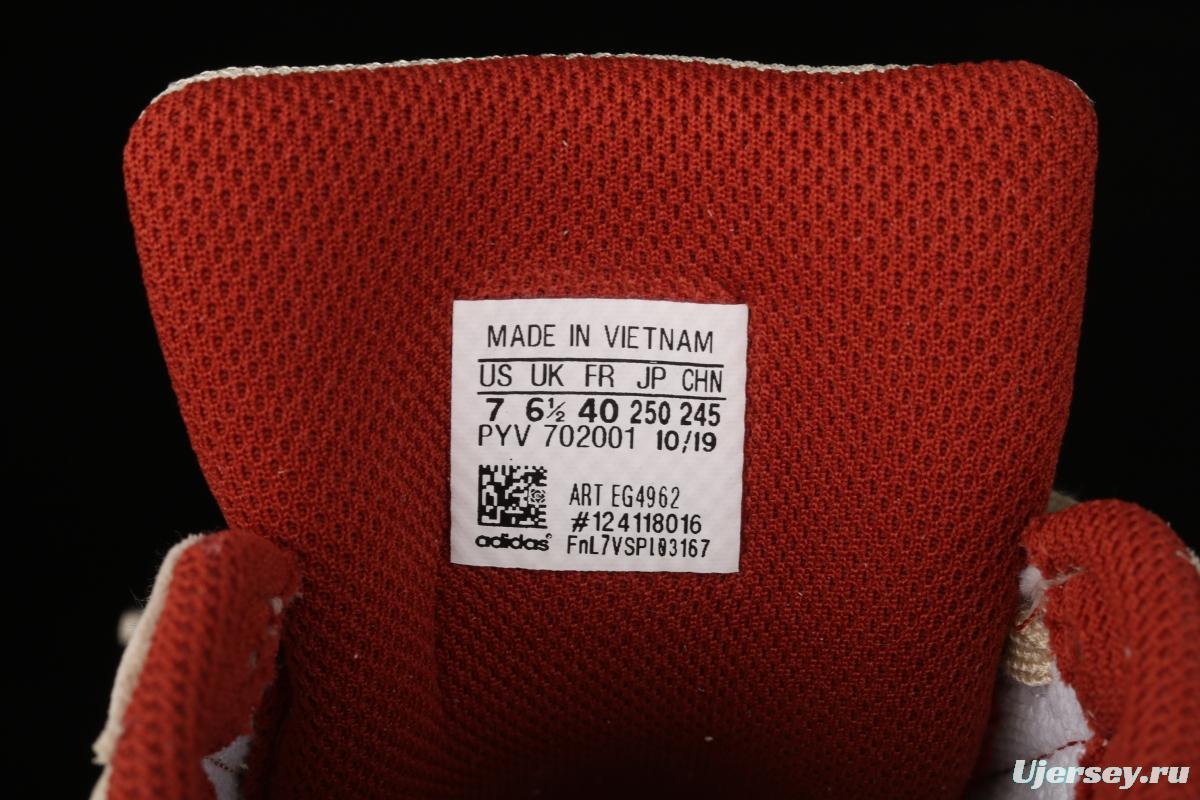 MADE IN VIETNAM
US UK FR JP CHN
7 6½ 40 250 245
PYV 702001 10/19
ART EG4962
#124118016
adidas FnL7VSPl03167
Ujersey.ru